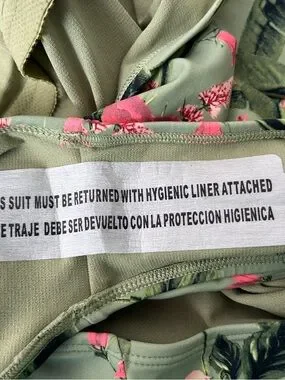 S SUIT MUST BE RETURNED WITH HYGIENIC LINER ATTACHED
E TRAJE DEBE SER DEVUELTO CON LA PROTECCION HIGIENICA